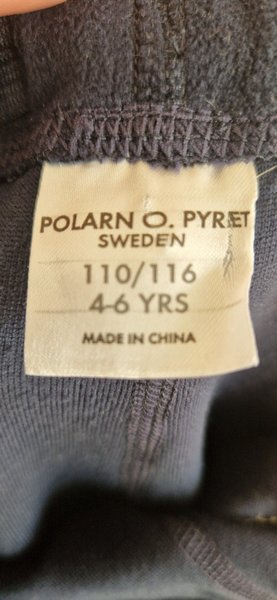 POLARN O. PYRET
SWEDEN
110/116
4-6 YRS
MADE IN CHINA